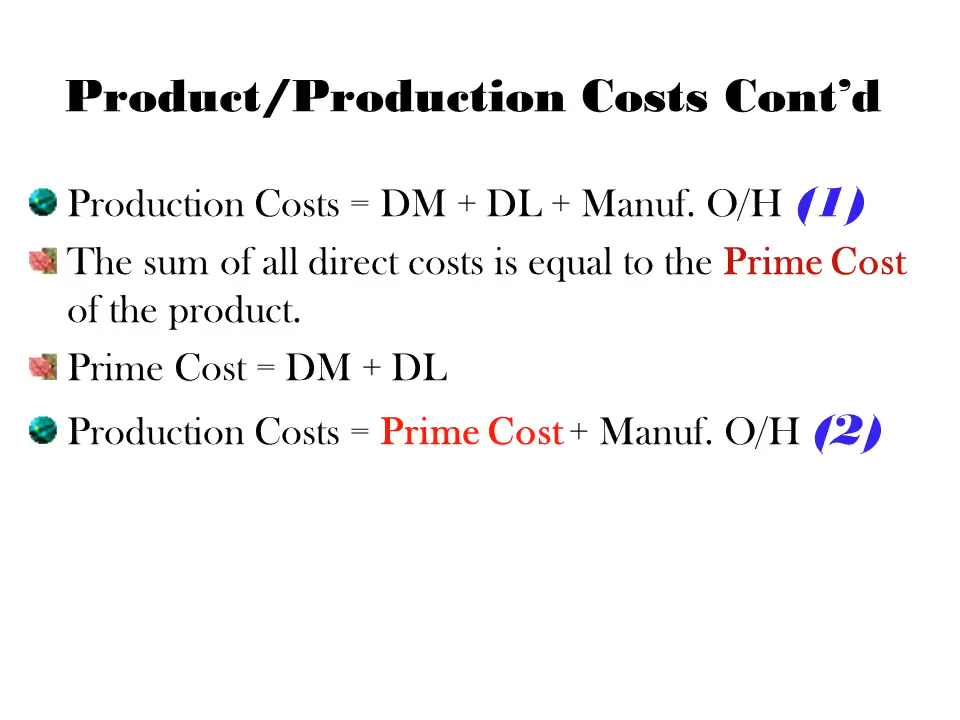 Product/Production Costs Cont’d
Production Costs = DM + DL + Manuf. O/H (1)
The sum of all direct costs is equal to the Prime Cost
of the product.
Prime Cost = DM + DL
Production Costs = Prime Cost + Manuf. O/H (2)